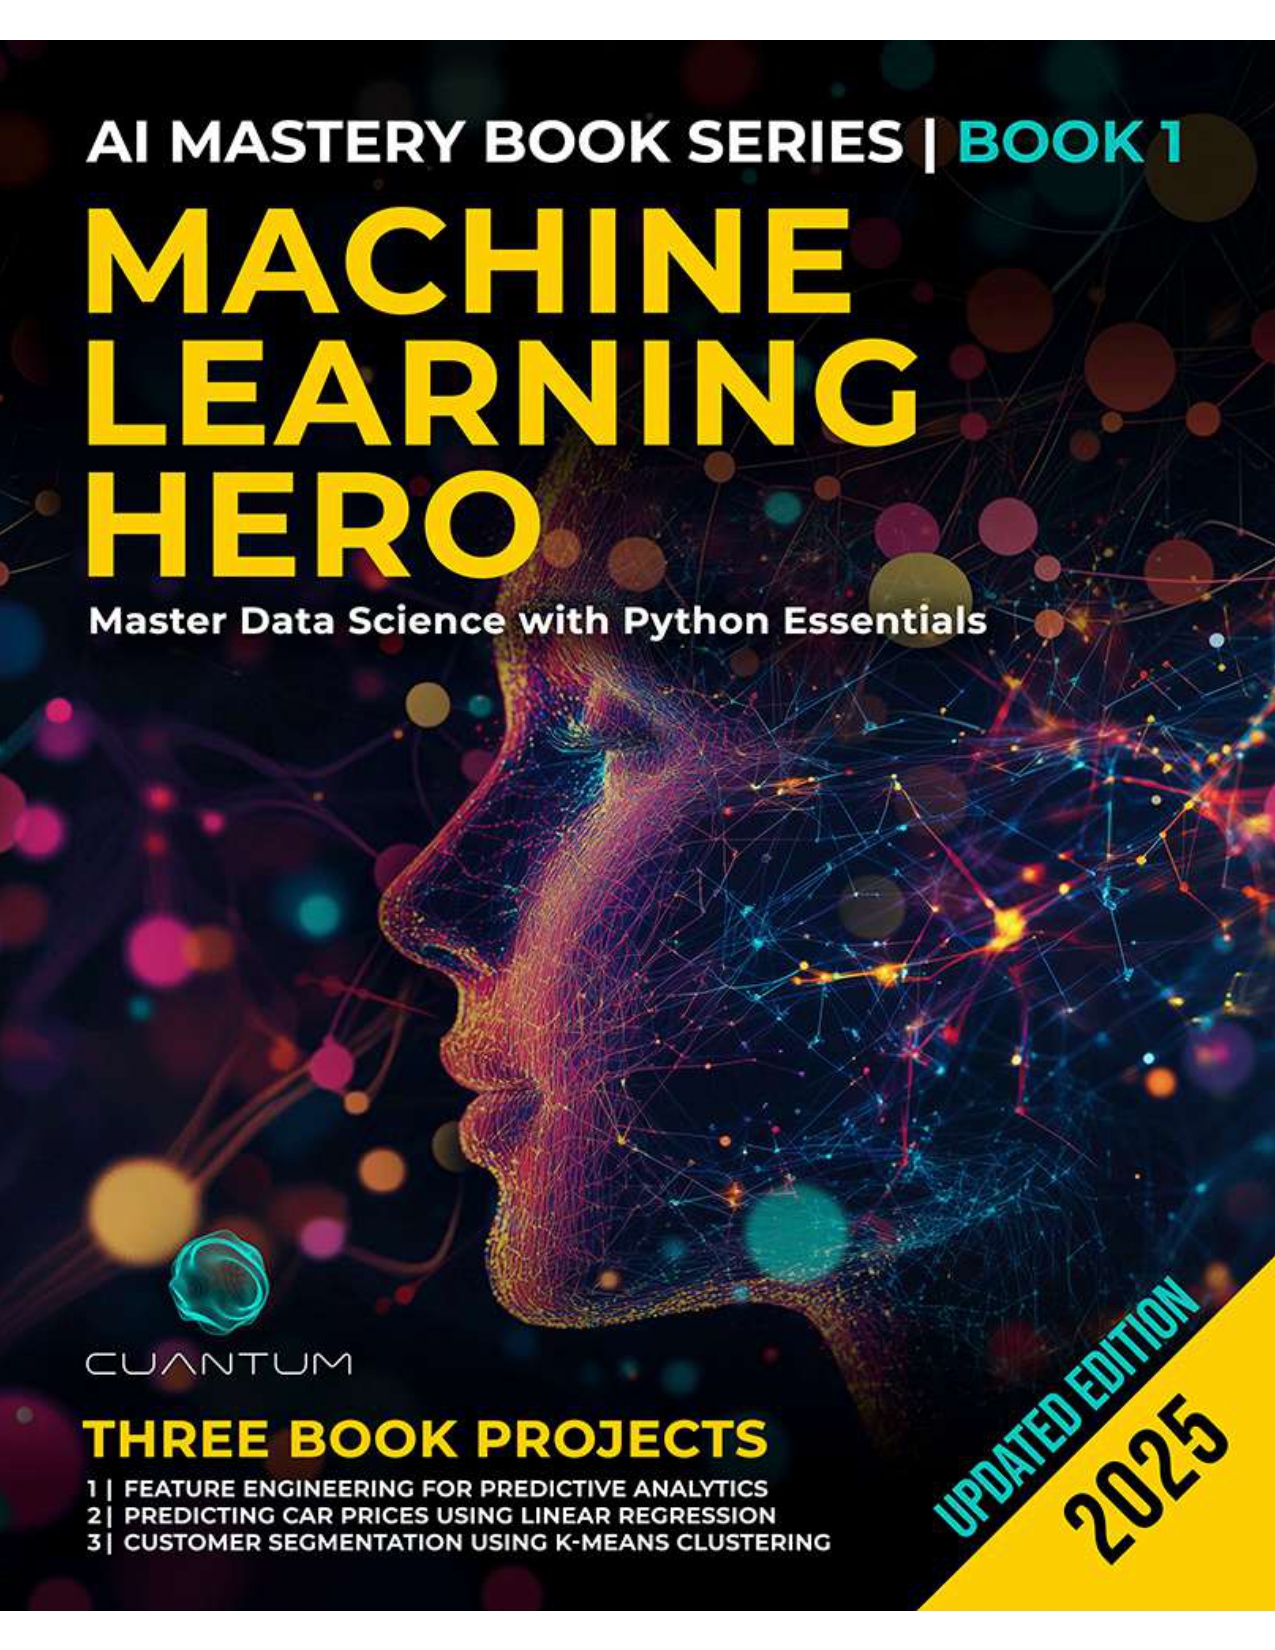 AI MASTERY BOOK SERIES | BOOK 1
MACHINE
LEARNING
HERO
Master Data Science with Python Essentials
CUANTUM
THREE BOOK PROJECTS
1 | FEATURE ENGINEERING FOR PREDICTIVE ANALYTICS
2 | PREDICTING CAR PRICES USING LINEAR REGRESSION
3 | CUSTOMER SEGMENTATION USING K-MEANS CLUSTERING
UPDATED EDITION
2025